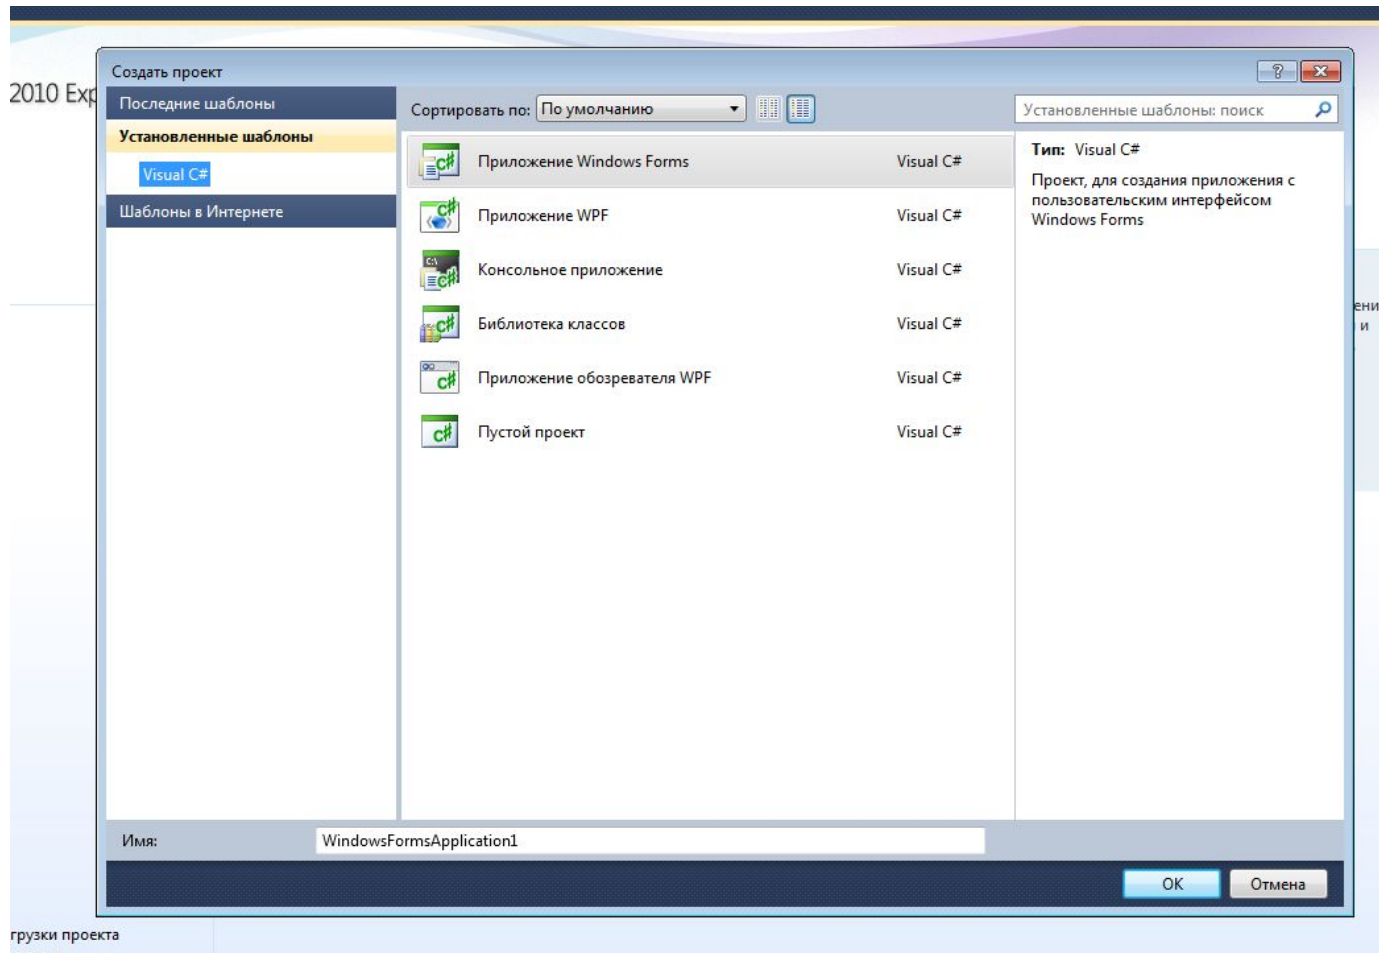 2010 Exp
Создать проект
Последние шаблоны
Установленные шаблоны
Visual C#
Шаблоны в Интернете
Сортировать по: По умолчанию
Установленные шаблоны: поиск
Приложение Windows Forms Visual C#
Приложение WPF Visual C#
Консольное приложение Visual C#
Библиотека классов Visual C#
Приложение обозревателя WPF Visual C#
Пустой проект Visual C#
Тип: Visual C#
Проект, для создания приложения с
пользовательским интерфейсом
Windows Forms
ени
и
Имя: WindowsFormsApplication1
OK Отмена
грузки проекта